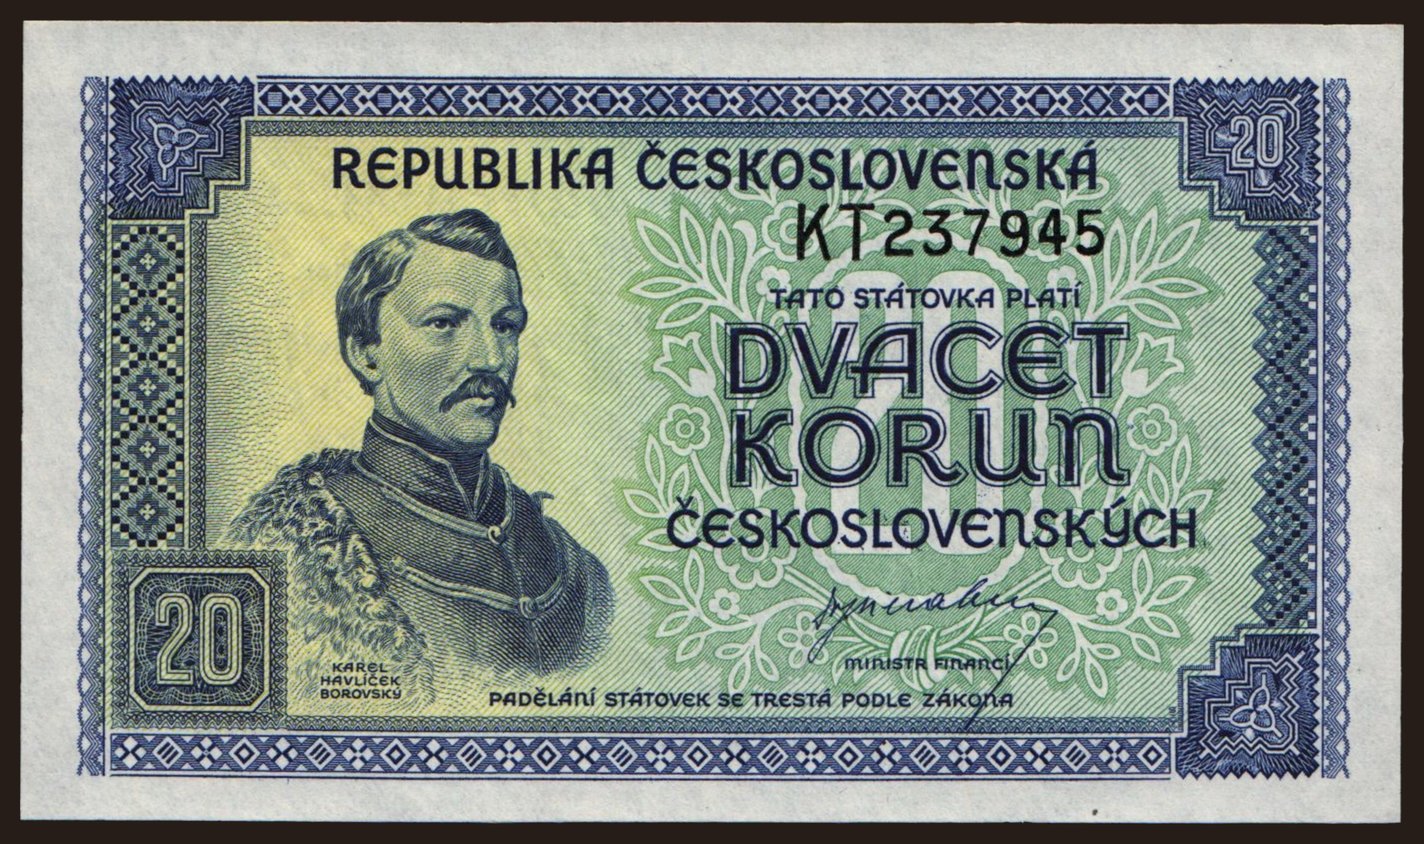 20
REPUBLIKA ČESKOSLOVENSKÁ
KT237945
TATO STÁTOVKA PLATÍ
DVACET
KORUN
ČESKOSLOVENSKÝCH
20
20
KAREL
HAVLÍČEK
BOROVSKÝ
MINISTR FINANCÍ
PADĚLÁNÍ STÁTOVEK SE TRESTÁ PODLE ZÁKONA